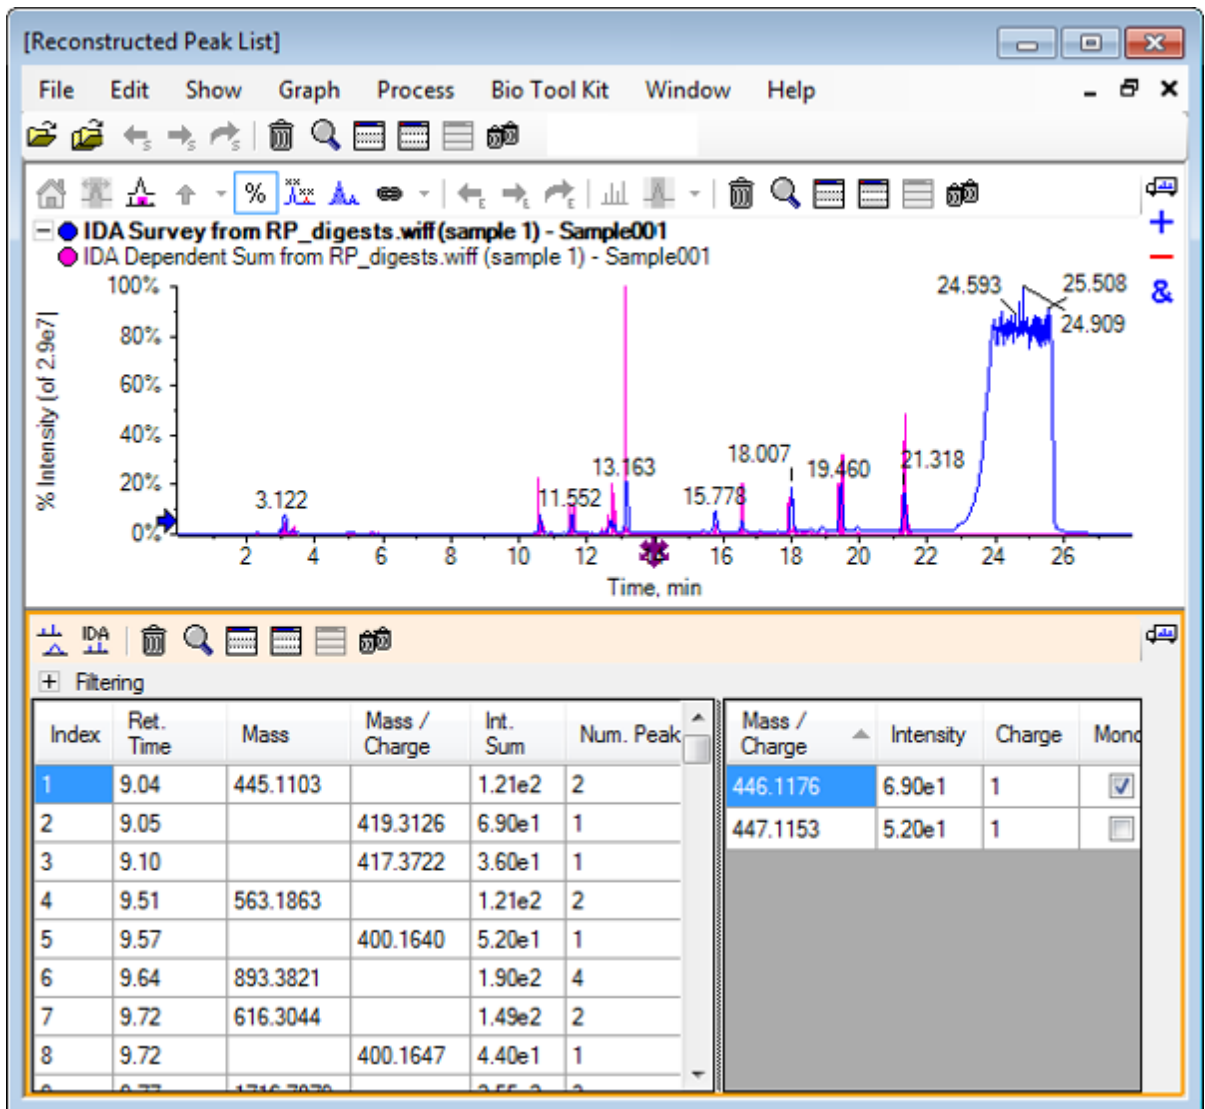 [Reconstructed Peak List]
File Edit Show Graph Process Bio Tool Kit Window Help
%
IDA Survey from RP_digests.wiff (sample 1) - Sample001
IDA Dependent Sum from RP_digests.wiff (sample 1) - Sample001
&
% Intensity (of 2.9e7)
100%
80%
60%
40%
20%
0%
3.122
11.552
13.163
15.778
18.007
19.460
21.318
24.593
25.508
24.909
2 4 6 8 10 12 16 18 20 22 24 26
Time, min
IDA
Filtering
Index Ret. Time Mass Mass / Charge Int. Sum Num. Peak
1 9.04 445.1103 1.21e2 2
2 9.05 419.3126 6.90e1 1
3 9.10 417.3722 3.60e1 1
4 9.51 563.1863 1.21e2 2
5 9.57 400.1640 5.20e1 1
6 9.64 893.3821 1.90e2 4
7 9.72 616.3044 1.49e2 2
8 9.72 400.1647 4.40e1 1
Mass / Charge Intensity Charge Mono
446.1176 6.90e1 1
447.1153 5.20e1 1